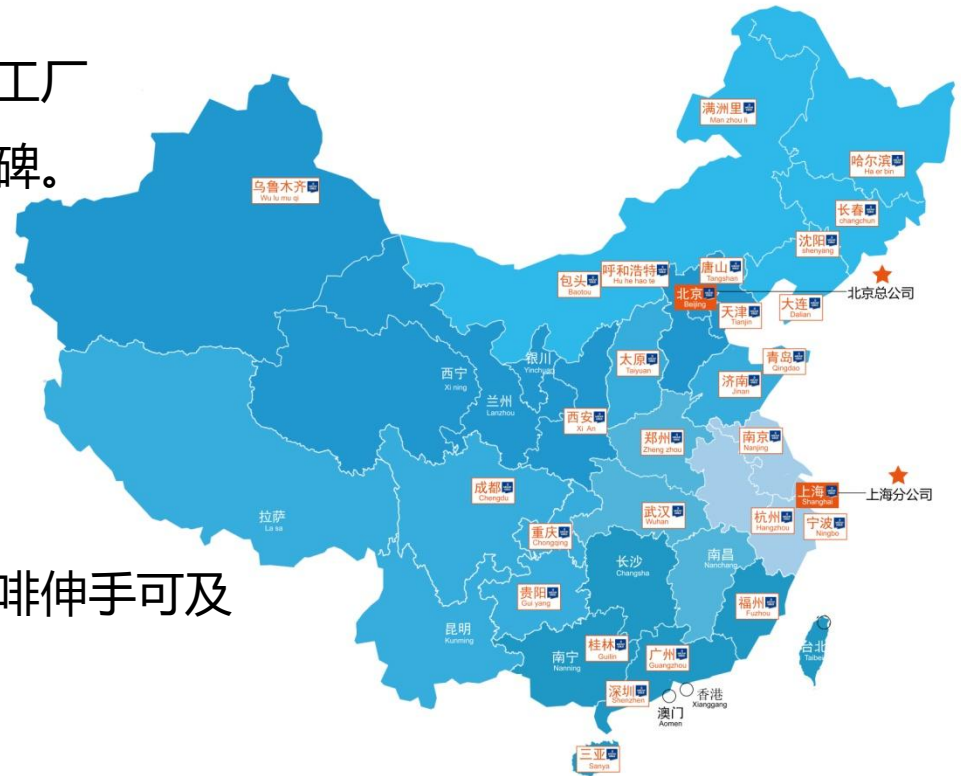 工厂
碑。
啡伸手可及
满洲里
Man zhou li
哈尔滨
Ha er bin
长春
changchun
沈阳
shenyang
乌鲁木齐
Wu lu mu qi
包头
Baotou
呼和浩特
Hu he hao te
唐山
Tangshan
北京
Beijing
北京总公司
天津
Tianjin
大连
Dalian
银川
Yinchuan
太原
Taiyuan
青岛
Qingdao
西宁
Xi ning
济南
Jinan
兰州
Lanzhou
西安
Xi An
郑州
Zheng zhou
南京
Nanjing
成都
Chengdu
上海
Shanghai
上海分公司
拉萨
La sa
武汉
Wuhan
杭州
Hangzhou
宁波
Ningbo
重庆
Chongqing
长沙
Changsha
南昌
Nanchang
贵阳
Gui yang
福州
Fuzhou
昆明
Kunming
桂林
Guilin
广州
Guangzhou
台北
Taibei
南宁
Nanning
深圳
Shenzhen
香港
Xianggang
澳门
Aomen
三亚
Sanya